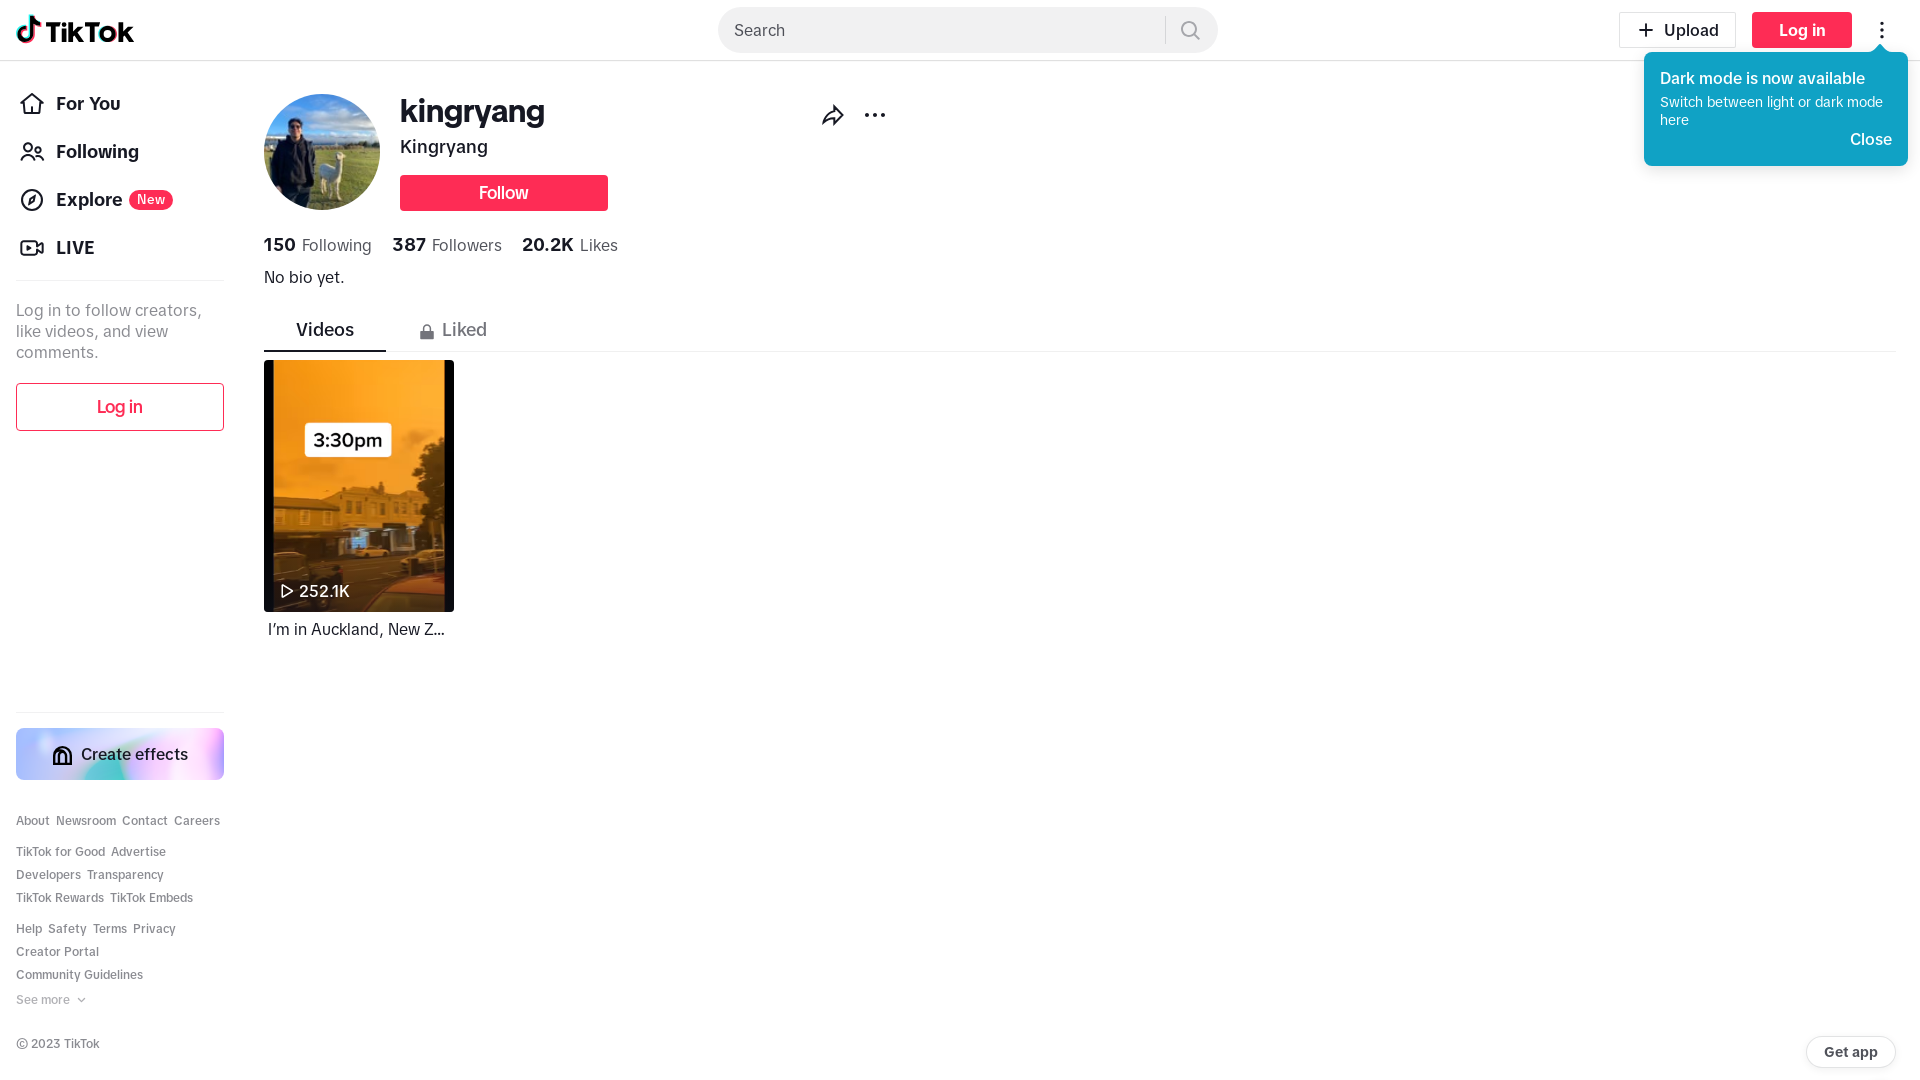 TikTok
Search
Upload
Log in
Dark mode is now available
Switch between light or dark mode
here
Close
For You
Following
Explore New
LIVE
Log in to follow creators,
like videos, and view
comments.
Log in
kingryang
Kingryang
Follow
150 Following 387 Followers 20.2K Likes
No bio yet.
Videos Liked
3:30pm
252.1K
I’m in Auckland, New Z...
Create effects
About Newsroom Contact Careers
TikTok for Good Advertise
Developers Transparency
TikTok Rewards TikTok Embeds
Help Safety Terms Privacy
Creator Portal
Community Guidelines
See more
© 2023 TikTok
Get app